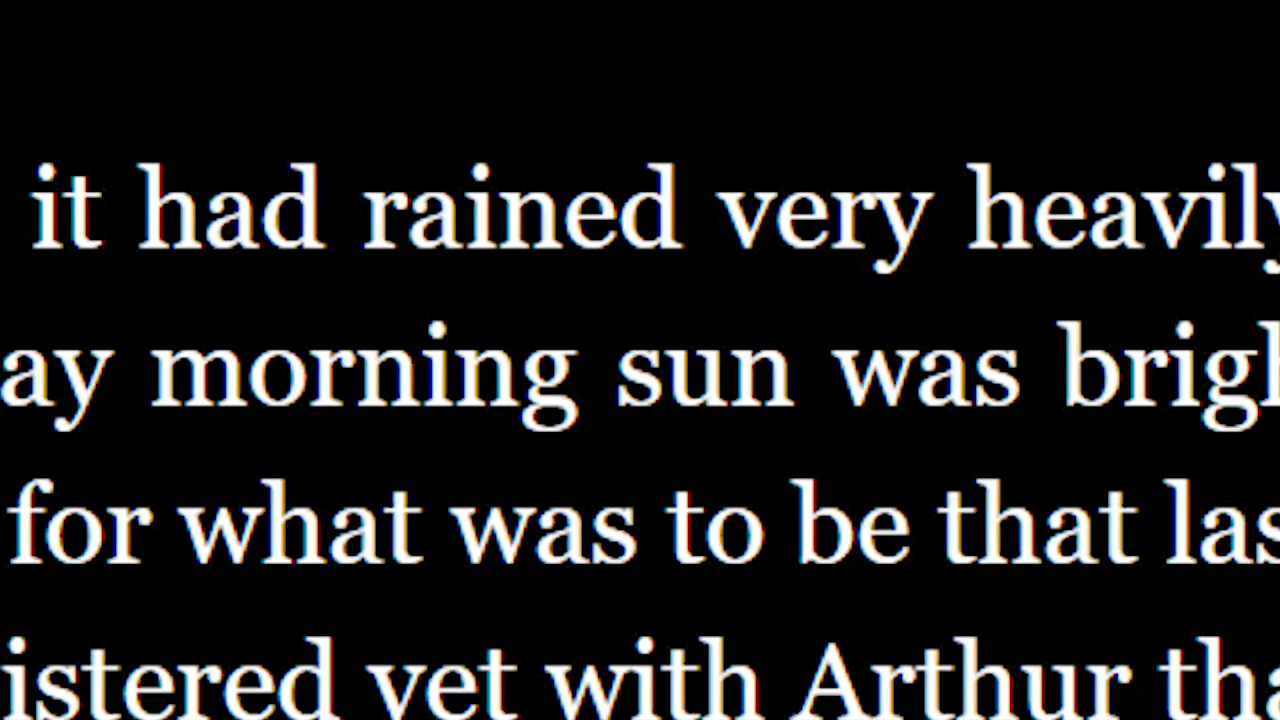 it had rained very heavily
ay morning sun was brigh
for what was to be that las
istered yet with Arthur tha